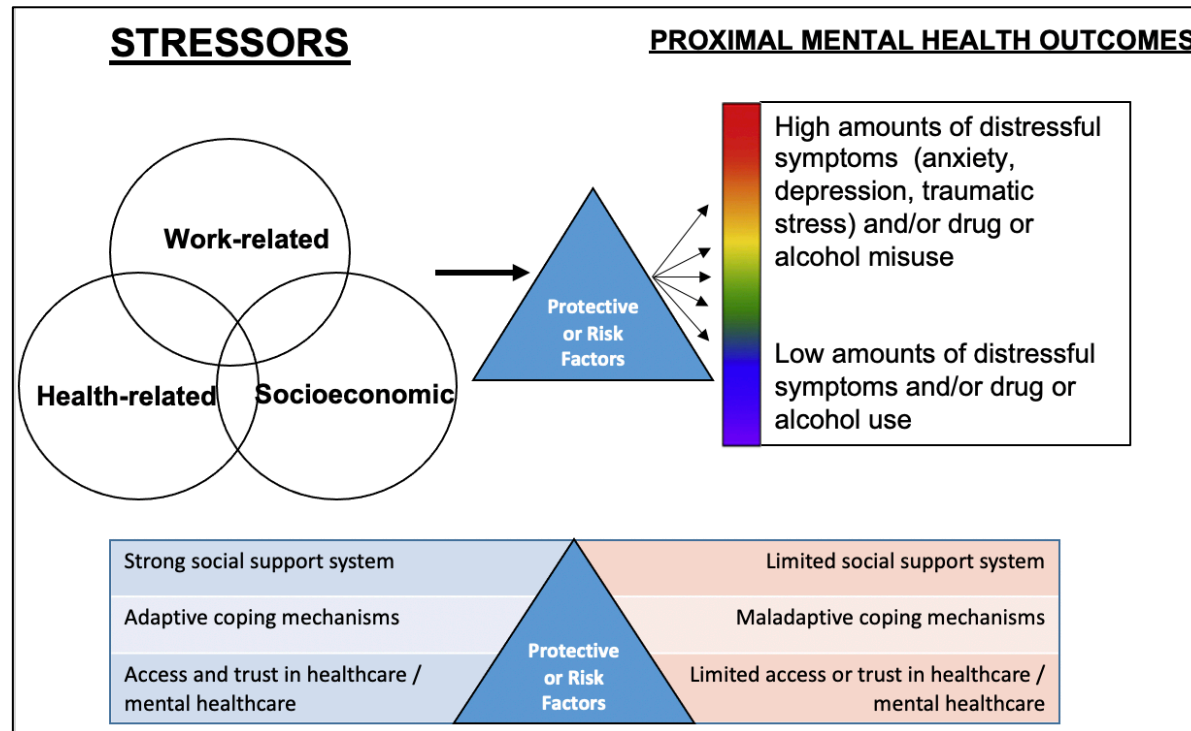 STRESSORS
PROXIMAL MENTAL HEALTH OUTCOMES
Work-related
Health-related
Socioeconomic
Protective
or Risk
Factors
High amounts of distressful
symptoms (anxiety,
depression, traumatic
stress) and/or drug or
alcohol misuse
Low amounts of distressful
symptoms and/or drug or
alcohol use
Strong social support system
Adaptive coping mechanisms
Access and trust in healthcare /
mental healthcare
Protective
or Risk
Factors
Limited social support system
Maladaptive coping mechanisms
Limited access or trust in healthcare /
mental healthcare